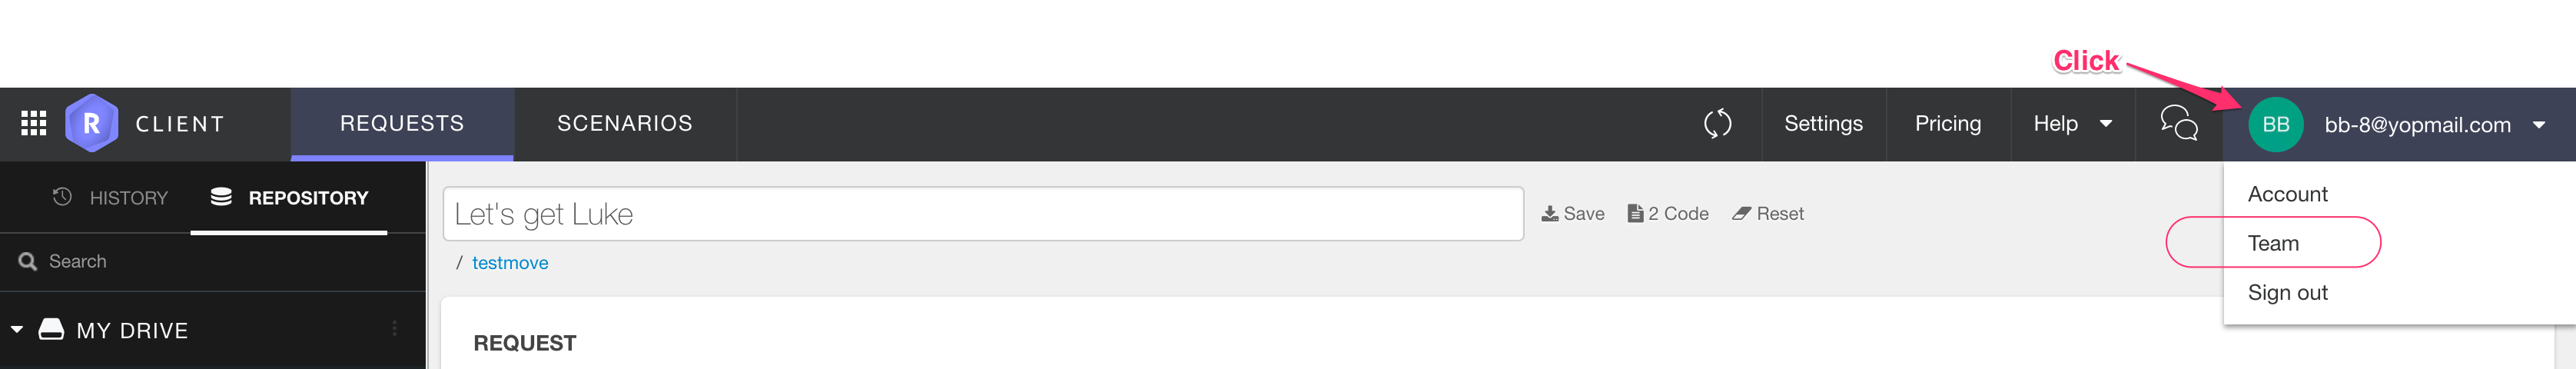 Click
R CLIENT REQUESTS SCENARIOS Settings Pricing Help BB bb-8@yopmail.com
HISTORY REPOSITORY Let's get Luke Save 2 Code Reset Account
Search / testmove Team
Sign out
MY DRIVE REQUEST